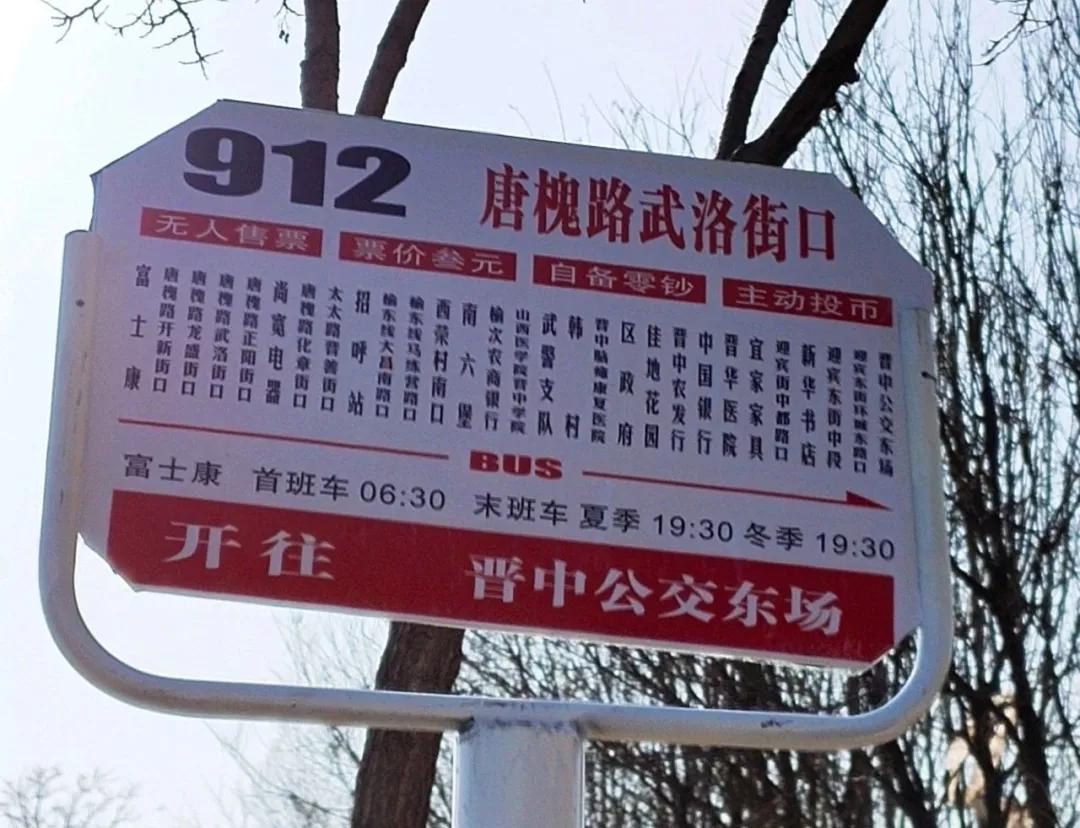 912 唐槐路武洛街口
无人售票 票价叁元 自备零钞 主动投币
富士康
唐槐路开新街口
唐槐路龙盛街口
唐槐路武洛街口
唐槐路正阳街口
尚宽电器
唐槐路化章街口
太太路晋善街口
招呼站
榆东线大昌南路口
榆东线马练营路口
西荣村南口
南六堡
榆次农商银行
山西医学院晋中学院
武警支队
韩村
晋中脑瘫康复医院
区政府
佳地花园
晋中农发行
中国银行
晋华医院
宜家家具
迎宾街中都路口
新华书店
迎宾东街中段
迎宾东街环城东路口
晋中公交东场
BUS
富士康 首班车 06:30 末班车 夏季 19:30 冬季 19:30
开往 晋中公交东场